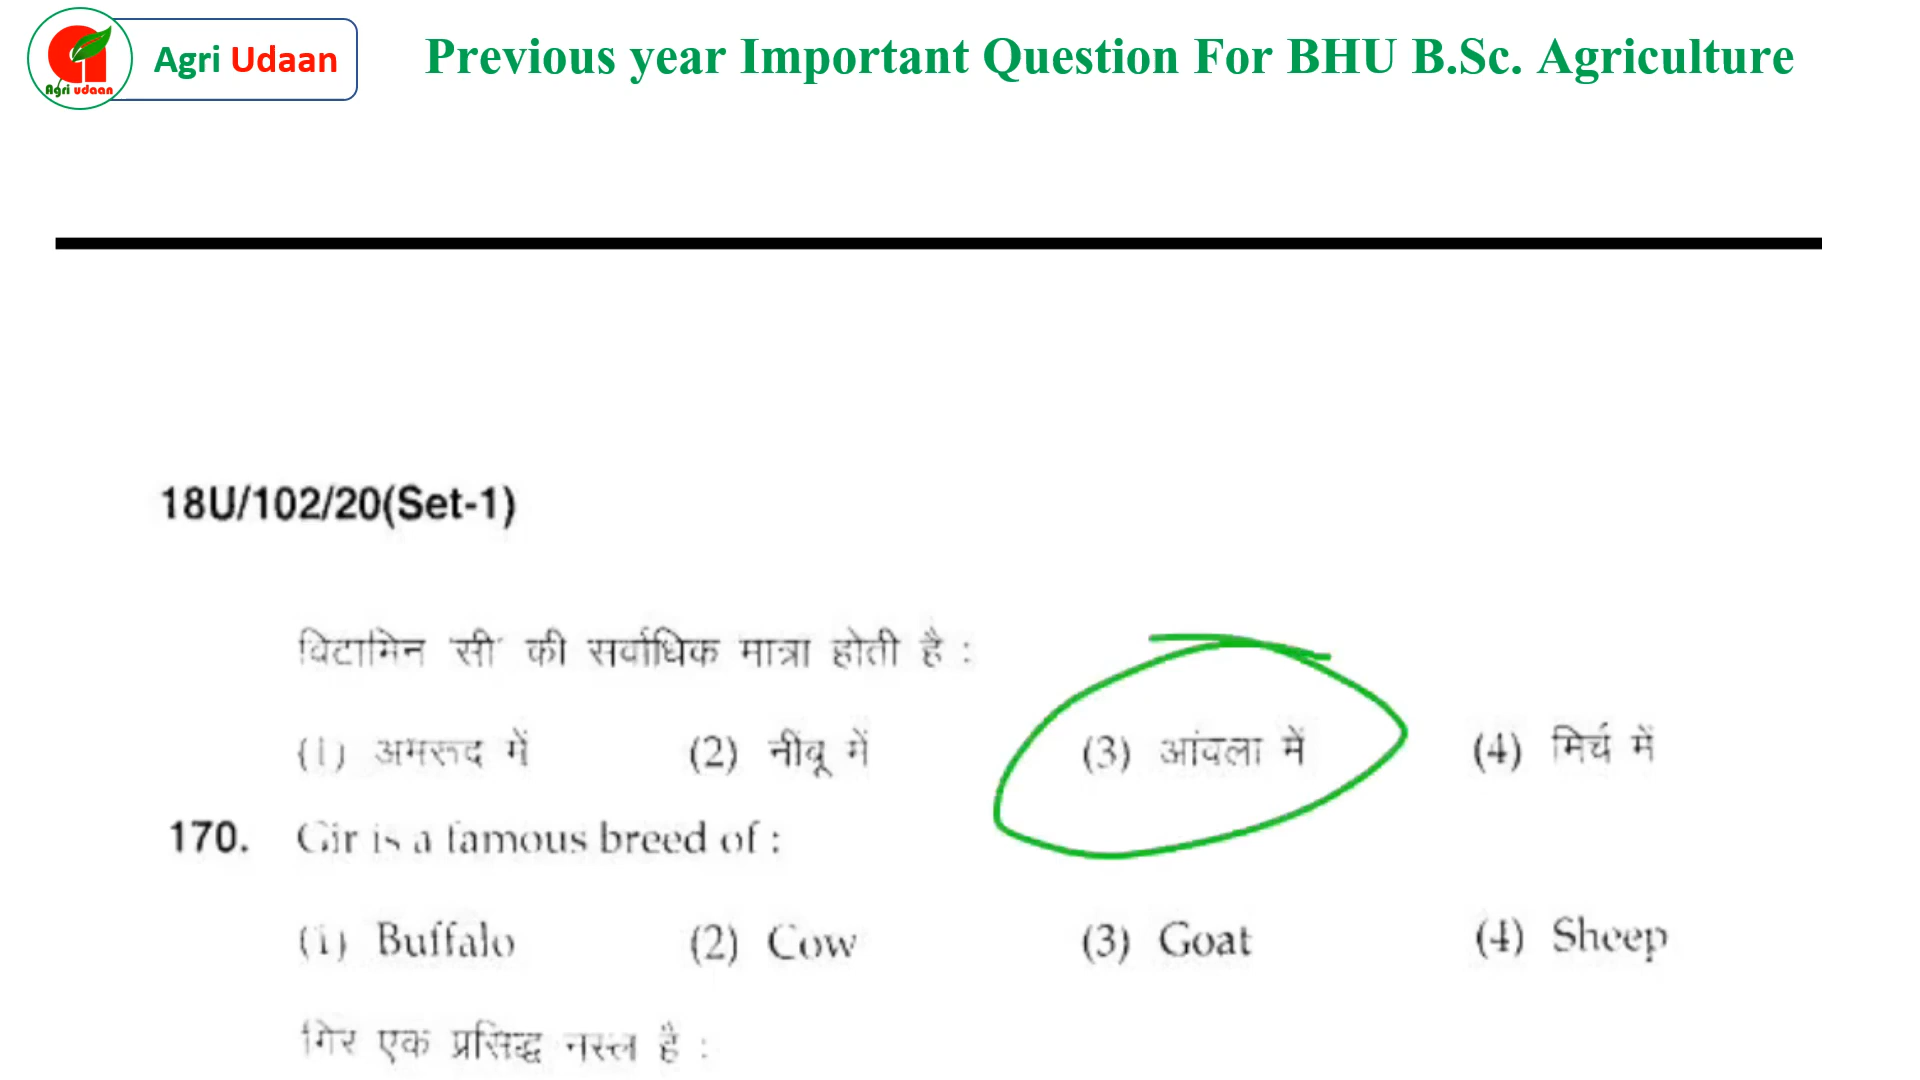 Agri Udaan
Agri udaan
Previous year Important Question For BHU B.Sc. Agriculture
18U/102/20(Set-1)
विटामिन 'सी' की सर्वाधिक मात्रा होती है :
(1) अमरूद में (2) नींबू में (3) आंवला में (4) मिर्च में
170. Gir is a famous breed of :
(1) Buffalo (2) Cow (3) Goat (4) Sheep
गिर एक प्रसिद्ध नस्ल है :